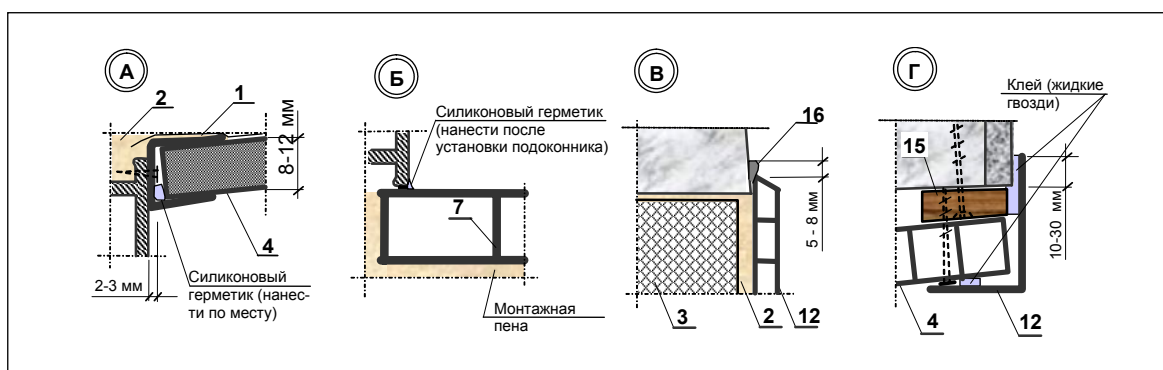 А
2
1
8-12 мм
4
2-3 мм
Силиконовый
герметик (нанес-
ти по месту)
Б
Силиконовый герметик
(нанести после
установки подоконника)
7
Монтажная
пена
В
16
5 - 8 мм
3
2
12
Г
Клей (жидкие
гвозди)
15
10-30 мм
4
12